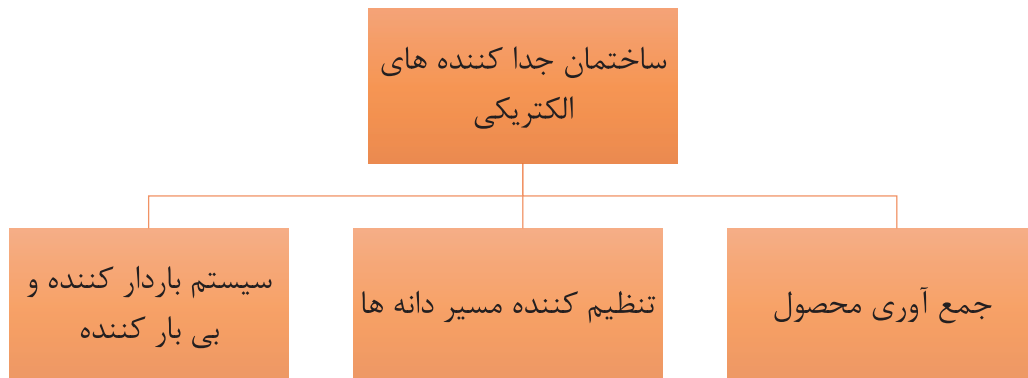 ساختمان جدا کننده های
الکتریکی
جمع آوری محصول
تنظیم کننده مسیر دانه ها
سیستم باردار کننده و
بی بار کننده